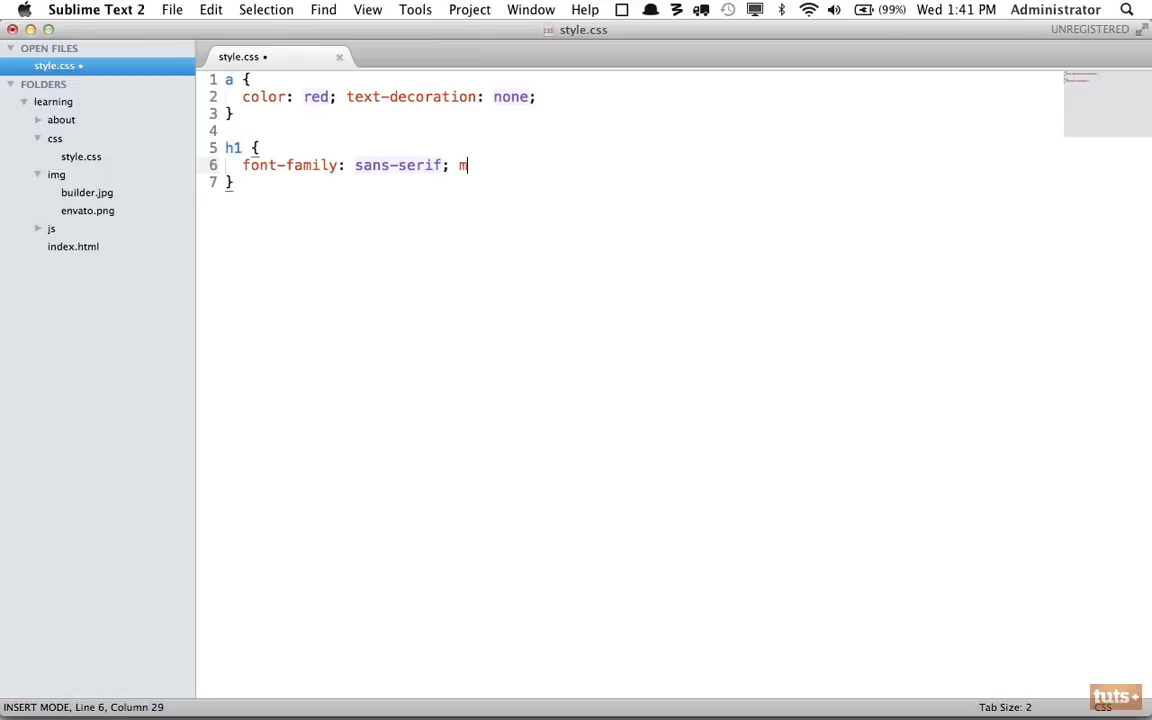 Sublime Text 2 File Edit Selection Find View Tools Project Window Help (99%) Wed 1:41 PM Administrator
style.css
UNREGISTERED
OPEN FILES
style.css •
FOLDERS
learning
about
css
style.css
img
builder.jpg
envato.png
js
index.html
style.css •
1 a {
2 color: red; text-decoration: none;
3 }
4
5 h1 {
6 font-family: sans-serif; m
7 }
INSERT MODE, Line 6, Column 29
Tab Size: 2
CSS
tuts+